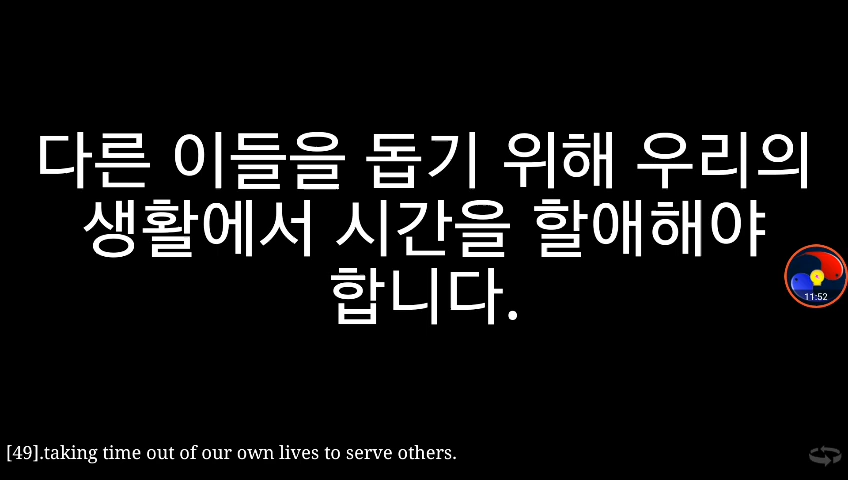 다른 이들을 돕기 위해 우리의
생활에서 시간을 할애해야
합니다.
11:52
[49].taking time out of our own lives to serve others.